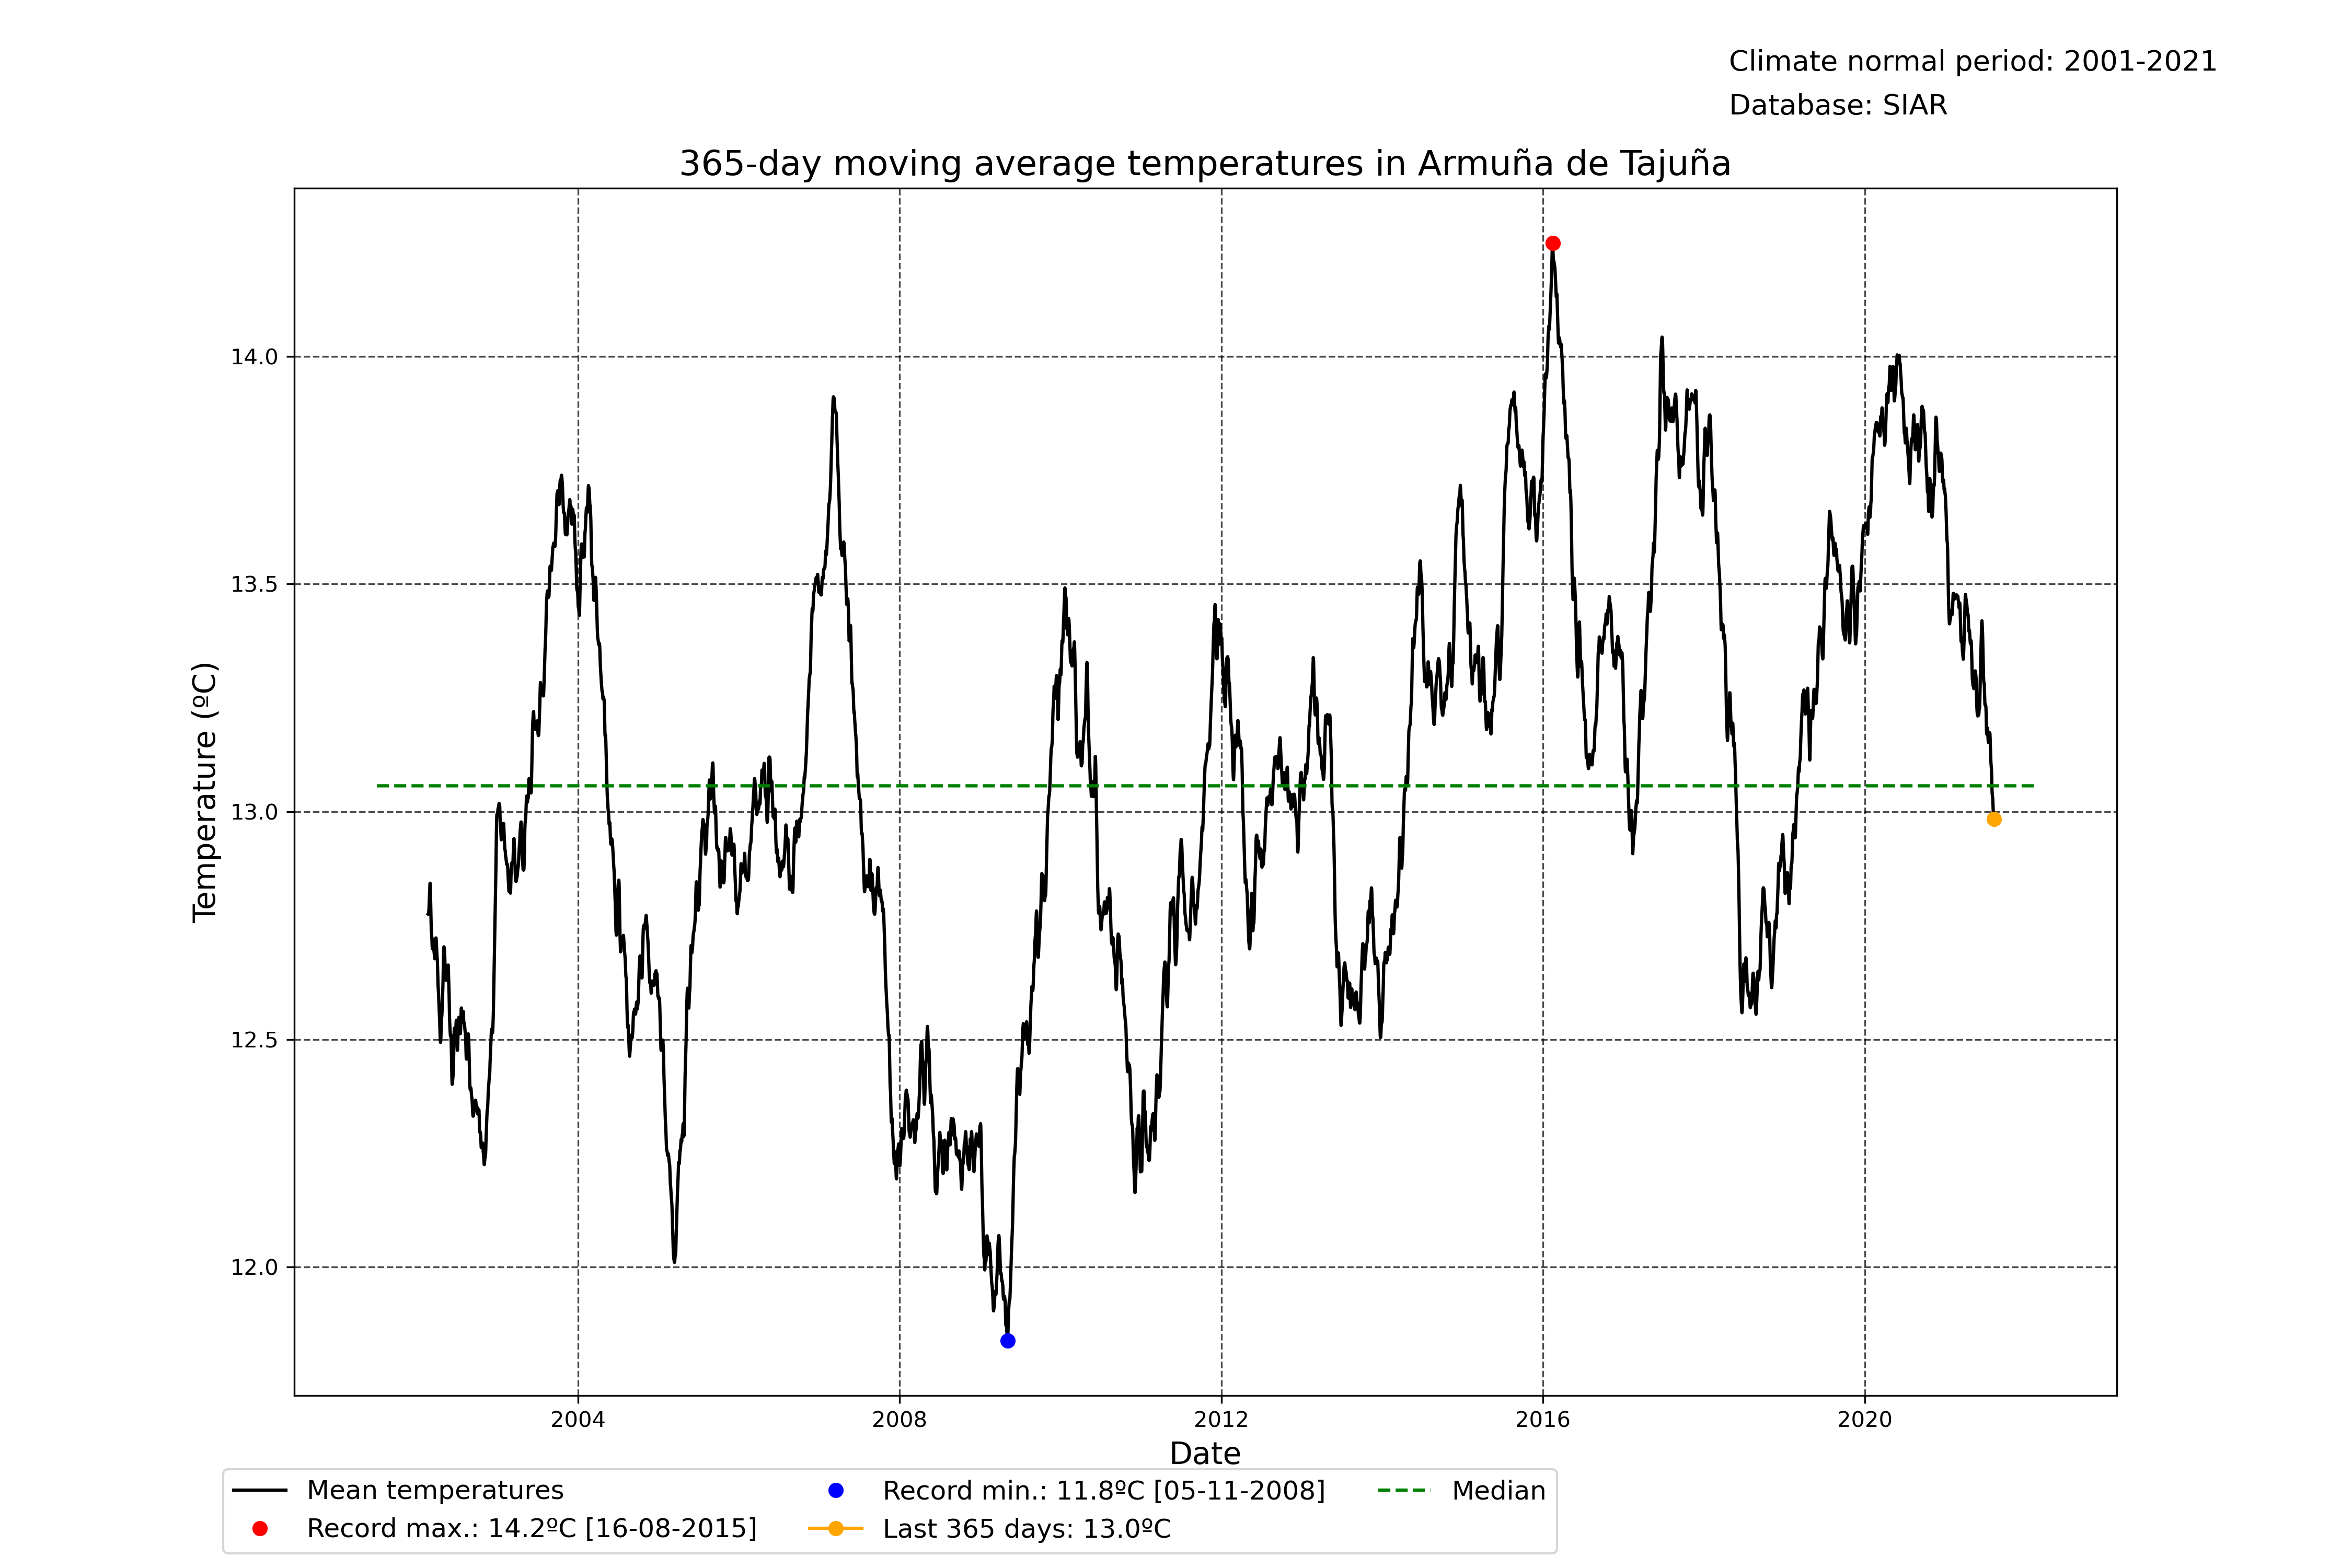 Climate normal period: 2001-2021
Database: SIAR
365-day moving average temperatures in Armuña de Tajuña
Temperature (ºC)
14.0
13.5
13.0
12.5
12.0
2004
2008
2012
2016
2020
Date
Mean temperatures
Record max.: 14.2ºC [16-08-2015]
Record min.: 11.8ºC [05-11-2008]
Last 365 days: 13.0ºC
Median